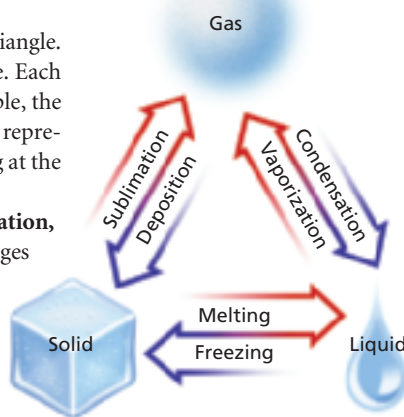 iangle.
e. Each
ple, the
repre-
g at the
ation,
ges
Gas
Sublimation
Deposition
Condensation
Vaporization
Melting
Freezing
Solid
Liquid